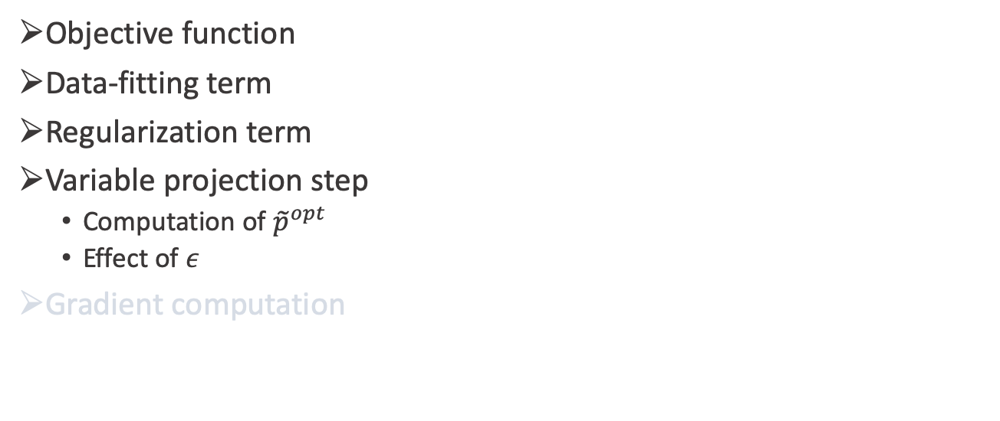 ➢Objective function
➢Data-fitting term
➢Regularization term
➢Variable projection step
• Computation of p̃ᵒᵖᵗ
• Effect of ϵ
➢Gradient computation